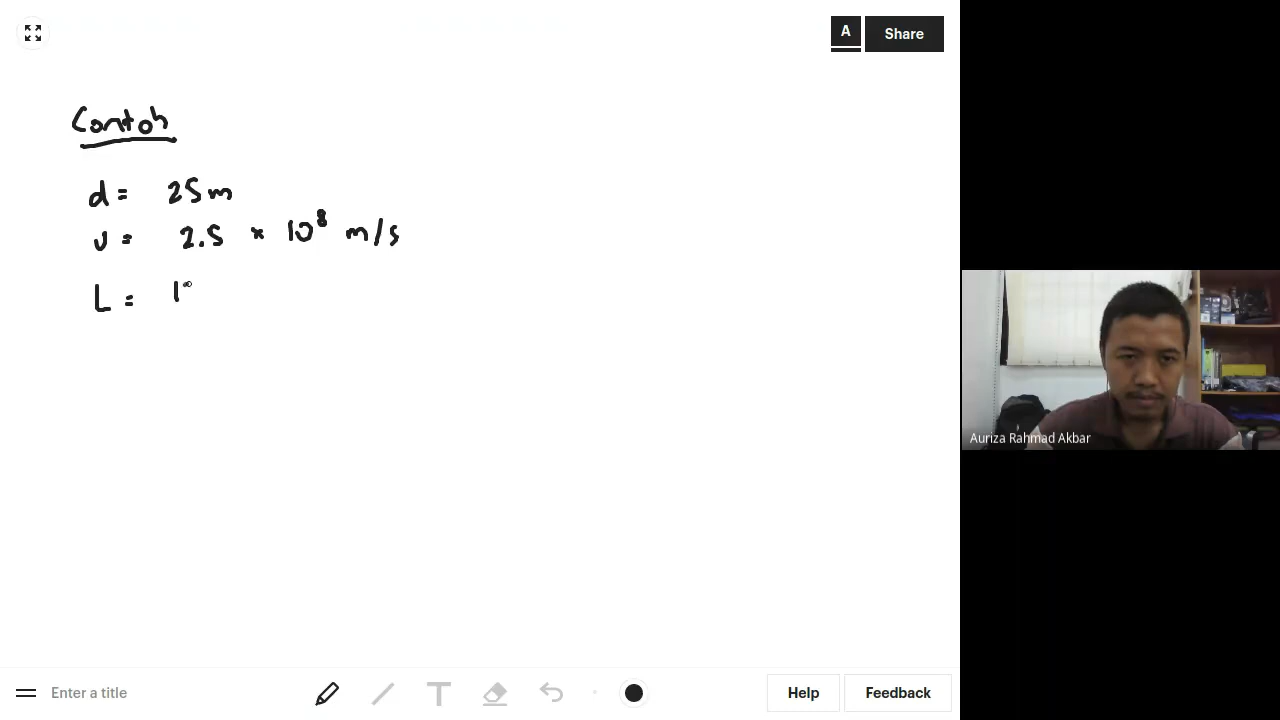 A
Share
Contoh
d = 25 m
v = 2.5 × 10⁸ m/s
L = 1
Auriza Rahmad Akbar
Enter a title
T
Help
Feedback